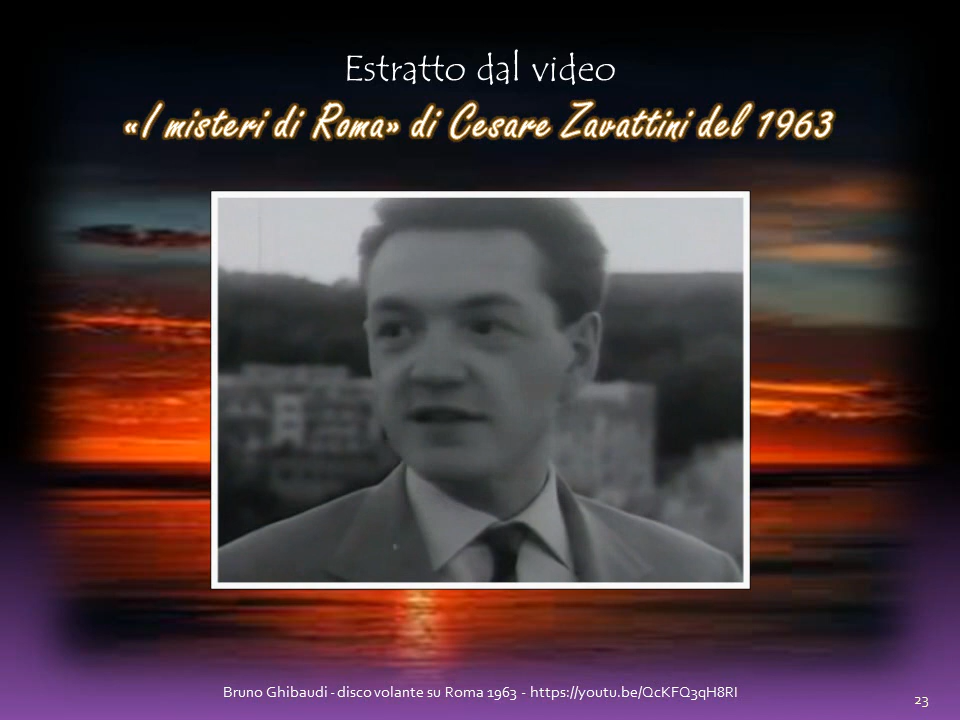 Estratto dal video
«I misteri di Roma» di Cesare Zavattini del 1963
Bruno Ghibaudi - disco volante su Roma 1963 - https://youtu.be/QcKFQ3qH8RI
23